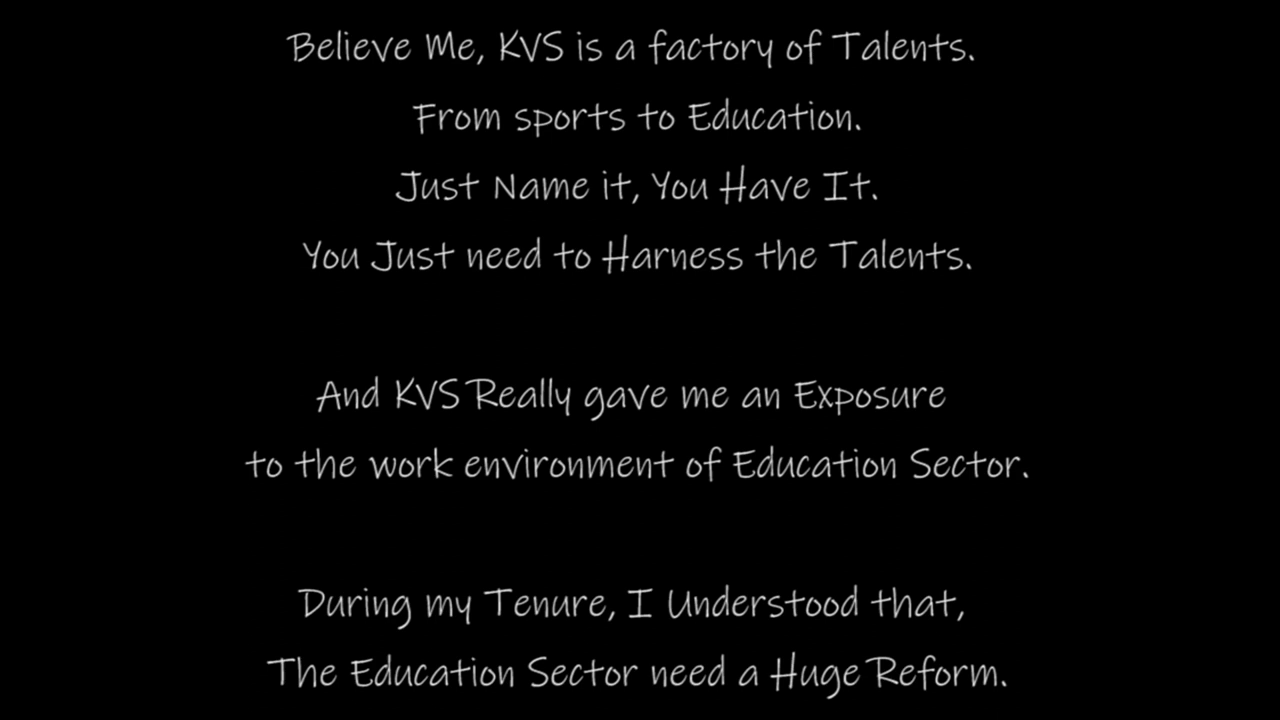 Believe Me, KVS is a factory of Talents.
From sports to Education.
Just Name it, You Have It.
You Just need to Harness the Talents.
And KVS Really gave me an Exposure
to the work environment of Education Sector.
During my Tenure, I Understood that,
The Education Sector need a Huge Reform.